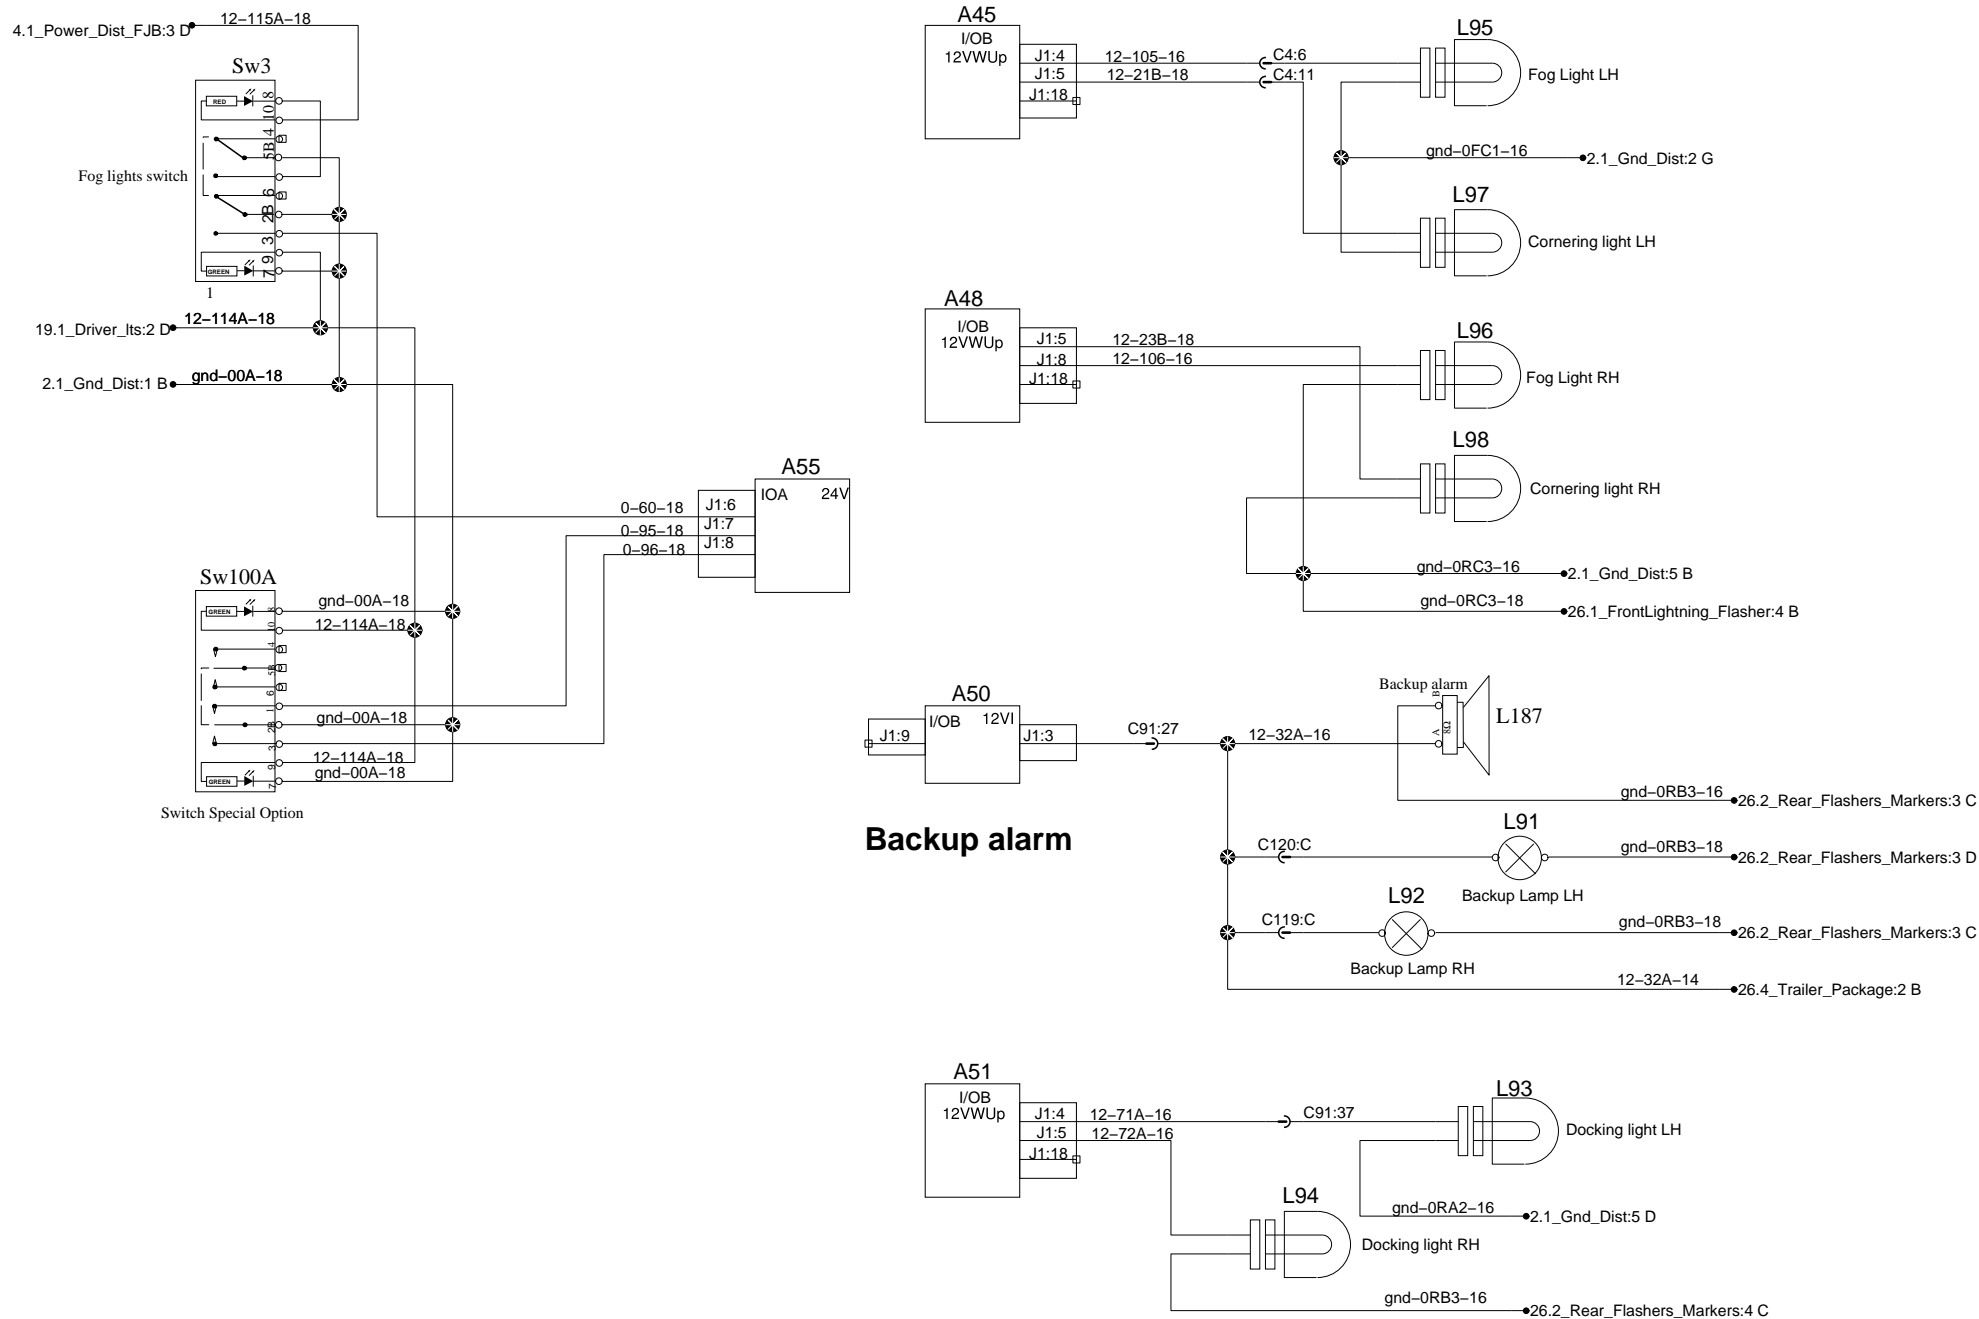 4.1_Power_Dist_FJB:3 D
12–115A–18
Sw3
RED
8
10
4
5B
6
2B
3
9
7
GREEN
Fog lights switch
1
19.1_Driver_lts:2 D
12–114A–18
2.1_Gnd_Dist:1 B
gnd–00A–18
A55
IOA
24V
0–60–18
J1:6
0–95–18
J1:7
0–96–18
J1:8
Sw100A
GREEN
8
10
4
5B
6
1
2B
3
9
7
GREEN
gnd–00A–18
12–114A–18
gnd–00A–18
12–114A–18
gnd–00A–18
Switch Special Option
A45
I/OB
12VWUp
J1:4
12–105–16
C4:6
J1:5
12–21B–18
C4:11
J1:18
L95
Fog Light LH
gnd–0FC1–16
2.1_Gnd_Dist:2 G
L97
Cornering light LH
A48
I/OB
12VWUp
J1:5
12–23B–18
J1:8
12–106–16
J1:18
L96
Fog Light RH
L98
Cornering light RH
gnd–0RC3–16
2.1_Gnd_Dist:5 B
gnd–0RC3–18
26.1_FrontLightning_Flasher:4 B
A50
I/OB
12VI
J1:9
J1:3
C91:27
12–32A–16
Backup alarm
B
A
8Ω
L187
gnd–0RB3–16
26.2_Rear_Flashers_Markers:3 C
Backup alarm
C120:C
L91
gnd–0RB3–18
26.2_Rear_Flashers_Markers:3 D
Backup Lamp LH
C119:C
L92
gnd–0RB3–18
26.2_Rear_Flashers_Markers:3 C
Backup Lamp RH
12–32A–14
26.4_Trailer_Package:2 B
A51
I/OB
12VWUp
J1:4
12–71A–16
C91:37
J1:5
12–72A–16
J1:18
L93
Docking light LH
gnd–0RA2–16
2.1_Gnd_Dist:5 D
L94
Docking light RH
gnd–0RB3–16
26.2_Rear_Flashers_Markers:4 C